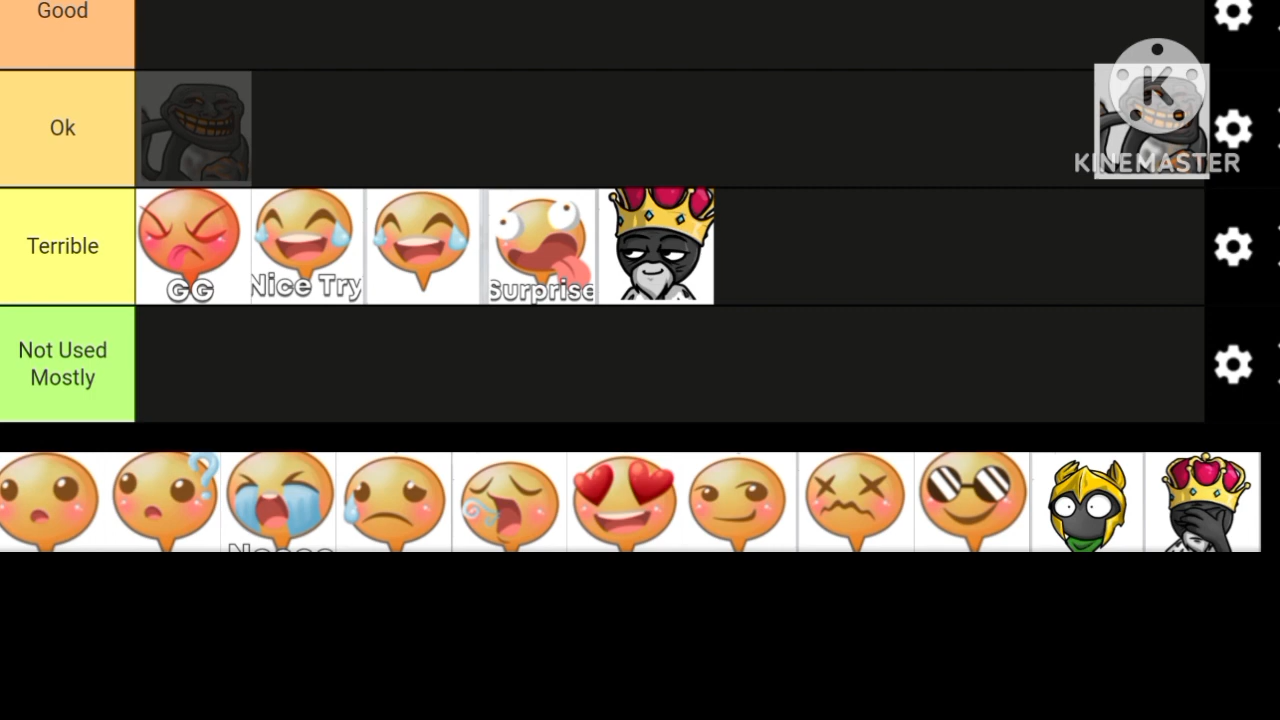 Good
Ok
K
KINEMASTER
Terrible
GG
Nice Try
Surprise
Not Used
Mostly